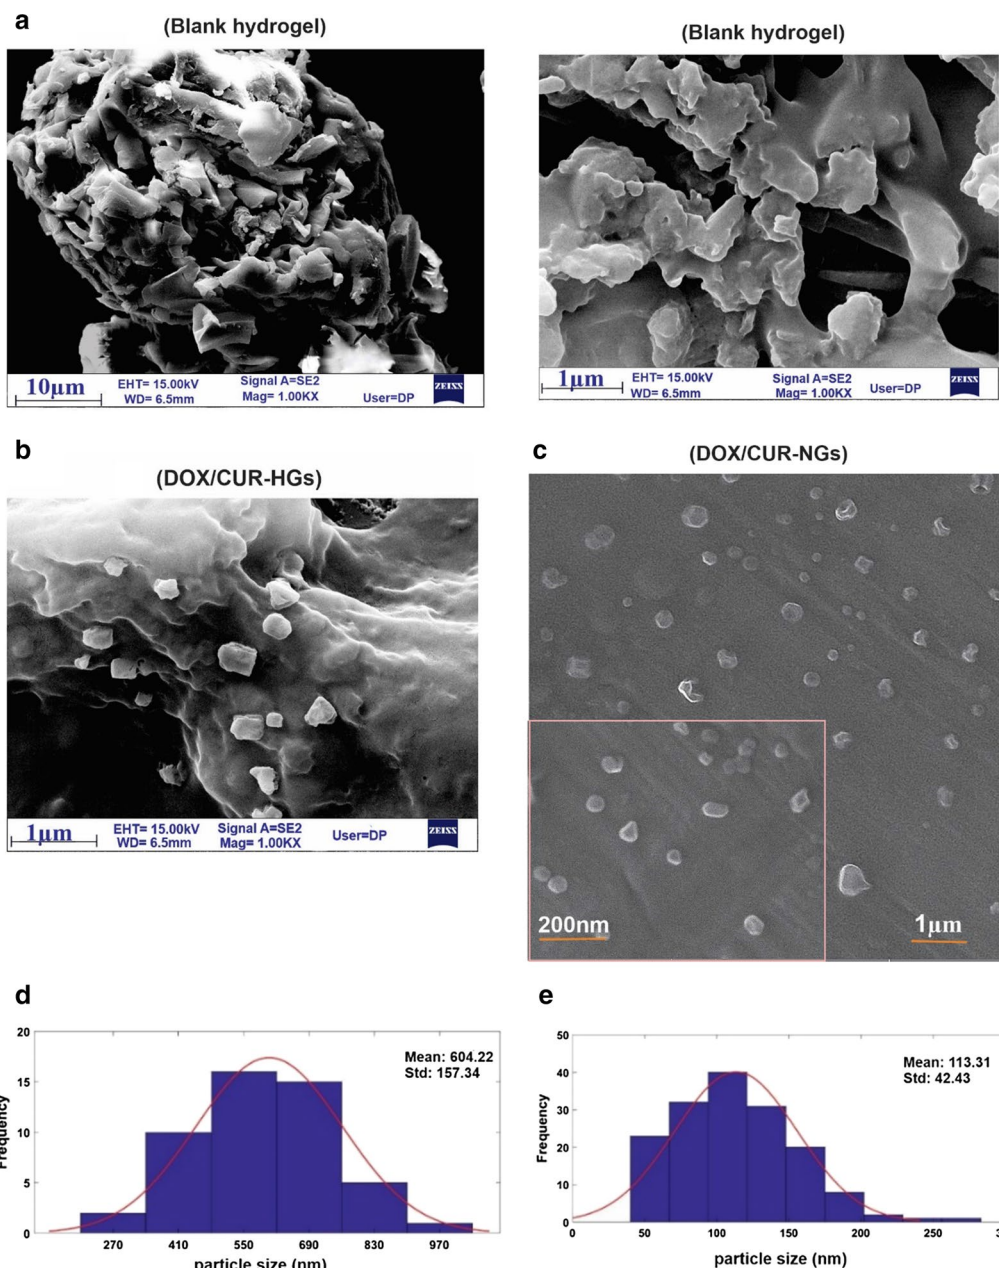 a
(Blank hydrogel)
(Blank hydrogel)
10µm
EHT= 15.00kV
WD= 6.5mm
Signal A=SE2
Mag= 1.00KX
User=DP
ZEISS
1µm
EHT= 15.00kV
WD= 6.5mm
Signal A=SE2
Mag= 1.00KX
User=DP
ZEISS
b
(DOX/CUR-HGs)
1µm
EHT= 15.00kV
WD= 6.5mm
Signal A=SE2
Mag= 1.00KX
User=DP
ZEISS
c
(DOX/CUR-NGs)
200nm
1µm
d
20
15
10
5
0
Frequency
Mean: 604.22
Std: 157.34
270 410 550 690 830 970
particle size (nm)
e
50
40
30
20
10
0
Frequency
Mean: 113.31
Std: 42.43
0 50 100 150 200 250
particle size (nm)